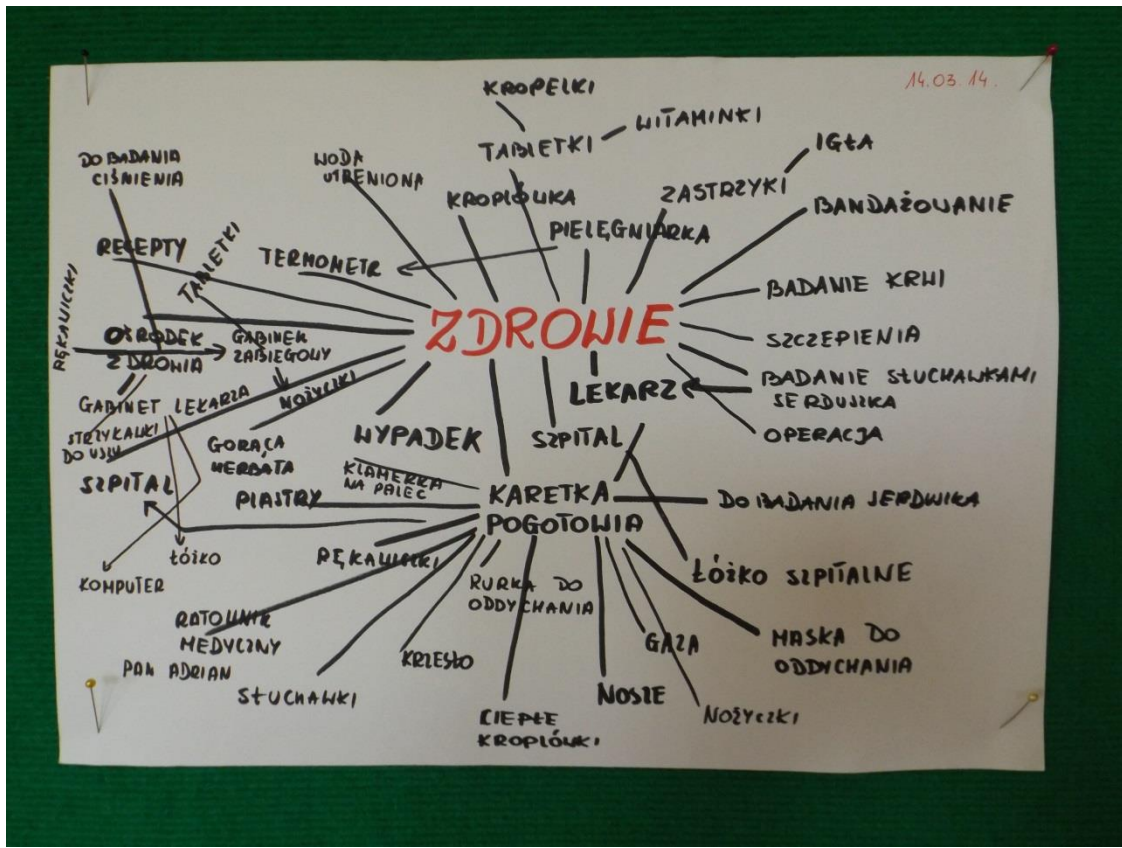 14.03.14.
KROPELKI
TABLETKI
WITAMINKI
IGŁA
DO BADANIA
CIŚNIENIA
WODA
UTLENIONA
KROPLÓWKA
ZASTRZYKI
BANDAŻOWANIE
PIELĘGNIARKA
RECEPTY
TABLETKI
TERMOMETR
BADANIE KRWI
RĘKAWICZKI
ZDROWIE
SZCZEPIENIA
OŚRODEK
ZDROWIA
GABINEK
ZABIEGOWY
LEKARZ
BADANIE SŁUCHAWKAMI
SERDUSZKA
NOŻYCZKI
GABINET LEKARZA
STRZYKAWKI
DO USZU
OPERACJA
GORĄCA
HERBATA
WYPADEK
SZPITAL
SZPITAL
KLAMERKA
NA PALEC
PLASTRY
KARETKA
POGOTOWIA
DO BADANIA SERDUSZKA
ŁÓŻKO
KOMPUTER
RĘKAWICZKI
RURKA DO
ODDYCHANIA
ŁÓŻKO SZPITALNE
RATOWNIK
MEDYCZNY
PAN ADRIAN
KRZESŁO
GAZA
MASKA DO
ODDYCHANIA
SŁUCHAWKI
CIEPŁE
KROPLÓWKI
NOSZE
NOŻYCZKI